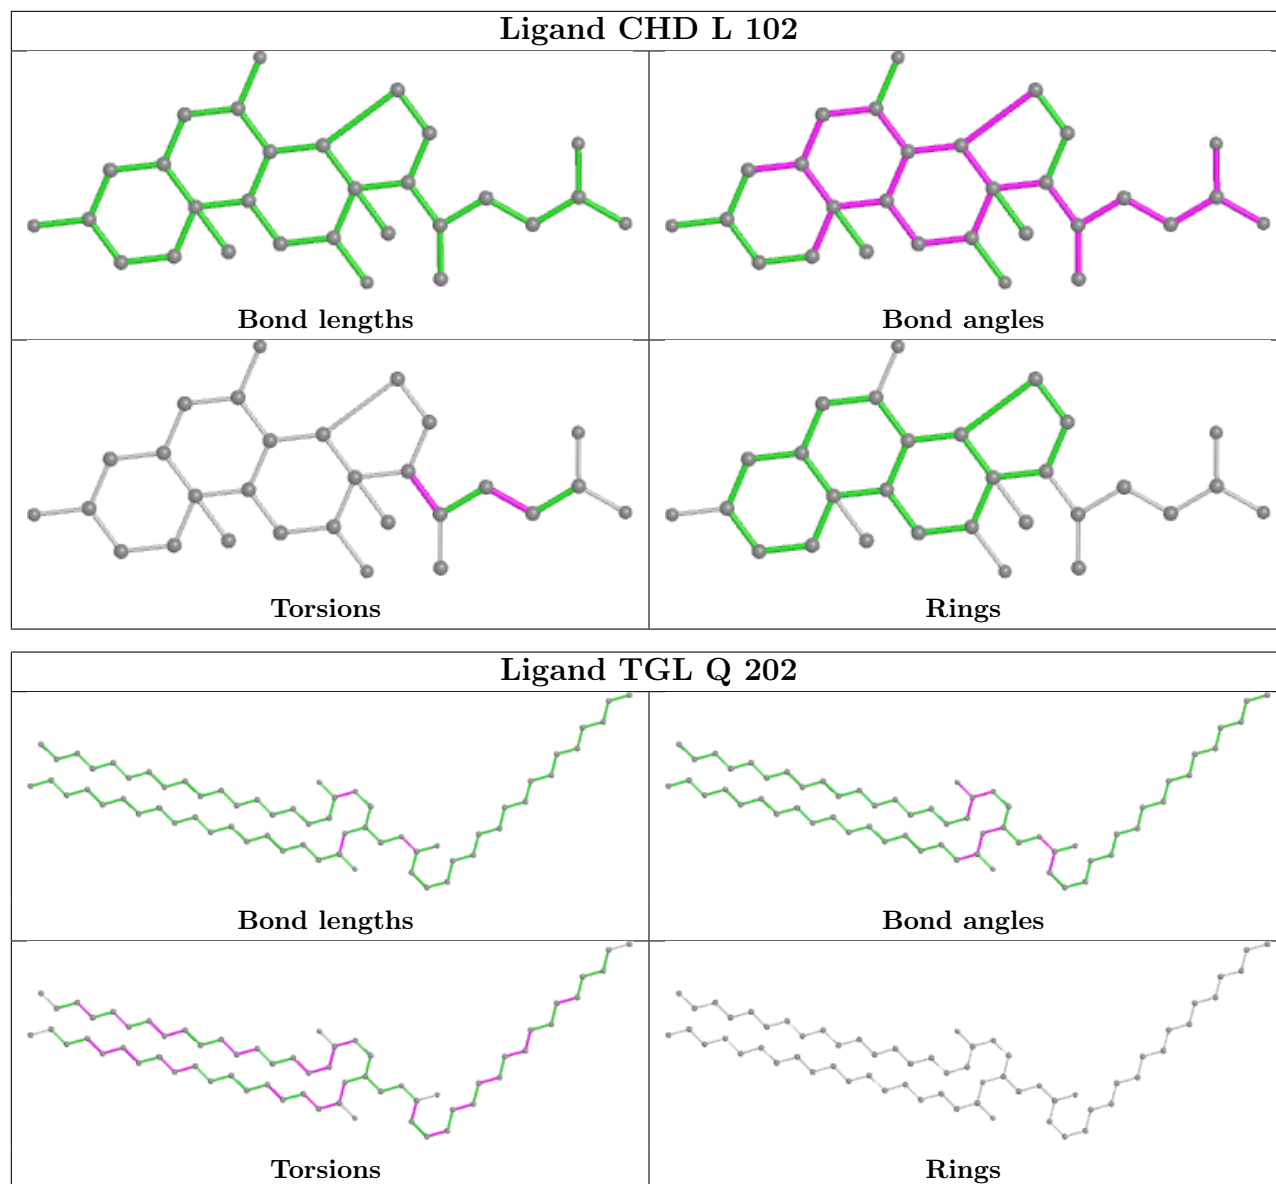 Ligand CHD L 102
Bond lengths
Bond angles
Torsions
Rings
Ligand TGL Q 202
Bond lengths
Bond angles
Torsions
Rings